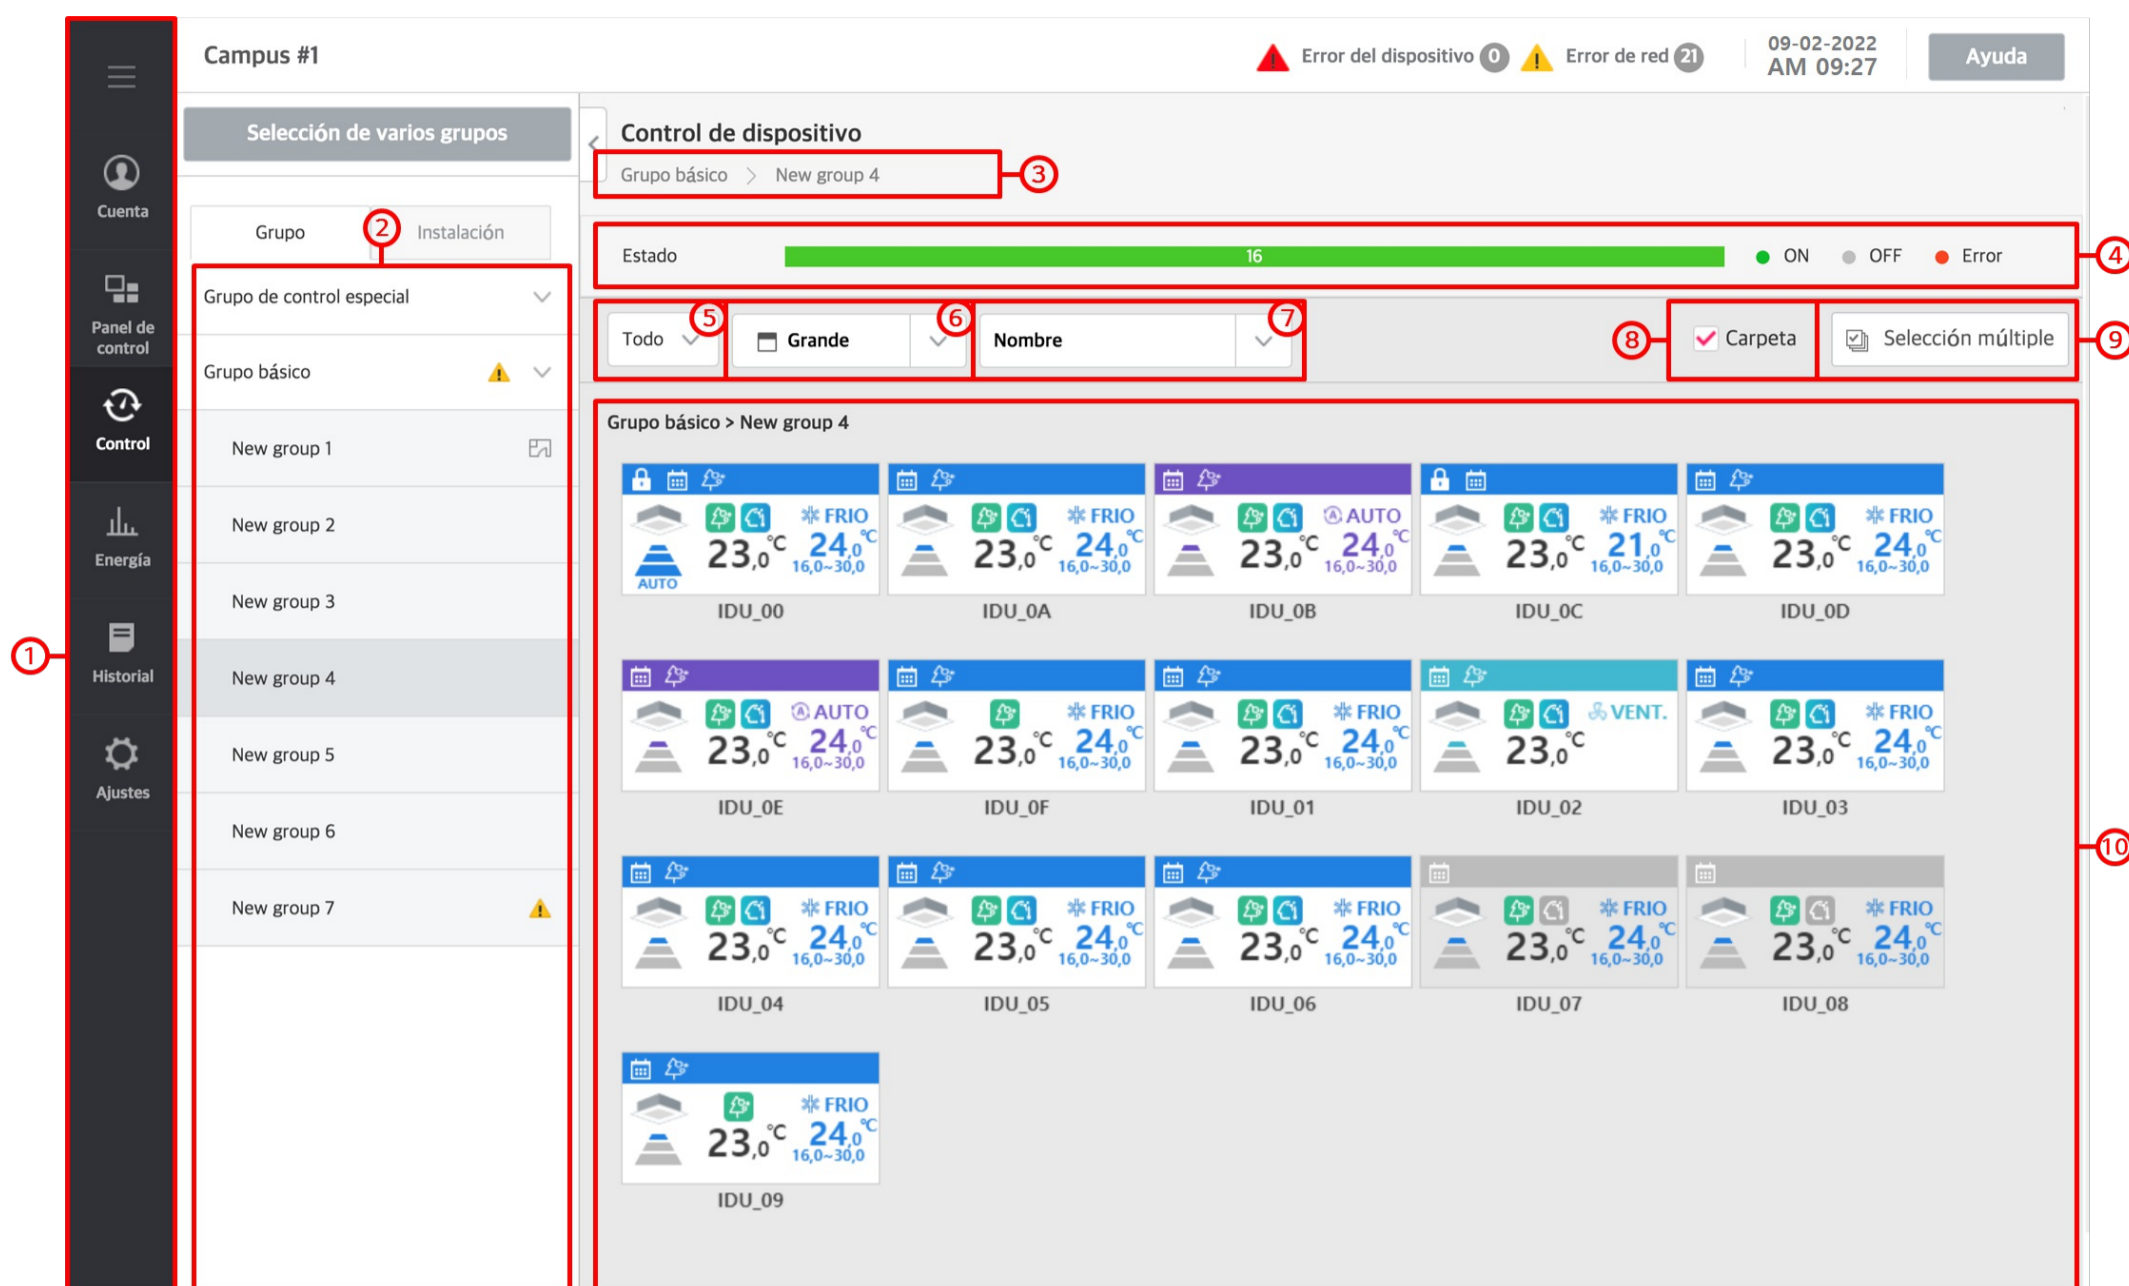 Campus #1
Error del dispositivo 0
Error de red 21
09-02-2022
AM 09:27
Ayuda
1
Cuenta
Panel de
control
Control
Energía
Historial
Ajustes
Selección de varios grupos
Grupo
2
Instalación
Grupo de control especial
Grupo básico
New group 1
New group 2
New group 3
New group 4
New group 5
New group 6
New group 7
Control de dispositivo
Grupo básico > New group 4
3
Estado
16
ON
OFF
Error
4
Todo
5
Grande
6
Nombre
7
8
Carpeta
Selección múltiple
9
Grupo básico > New group 4
FRIO
23,0°C 24,0°C
16,0~30,0
AUTO
IDU_00
FRIO
23,0°C 24,0°C
16,0~30,0
IDU_0A
AUTO
23,0°C 24,0°C
16,0~30,0
IDU_0B
FRIO
23,0°C 21,0°C
16,0~30,0
IDU_0C
FRIO
23,0°C 24,0°C
16,0~30,0
IDU_0D
AUTO
23,0°C 24,0°C
16,0~30,0
IDU_0E
FRIO
23,0°C 24,0°C
16,0~30,0
IDU_0F
FRIO
23,0°C 24,0°C
16,0~30,0
IDU_01
VENT.
23,0°C
IDU_02
FRIO
23,0°C 24,0°C
16,0~30,0
IDU_03
FRIO
23,0°C 24,0°C
16,0~30,0
IDU_04
FRIO
23,0°C 24,0°C
16,0~30,0
IDU_05
FRIO
23,0°C 24,0°C
16,0~30,0
IDU_06
FRIO
23,0°C 24,0°C
16,0~30,0
IDU_07
FRIO
23,0°C 24,0°C
16,0~30,0
IDU_08
FRIO
23,0°C 24,0°C
16,0~30,0
IDU_09
10